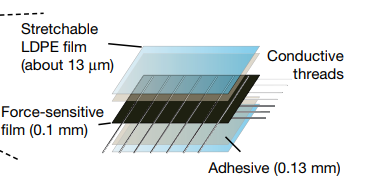 Stretchable
LDPE film
(about 13 μm)
Conductive
threads
Force-sensitive
film (0.1 mm)
Adhesive (0.13 mm)